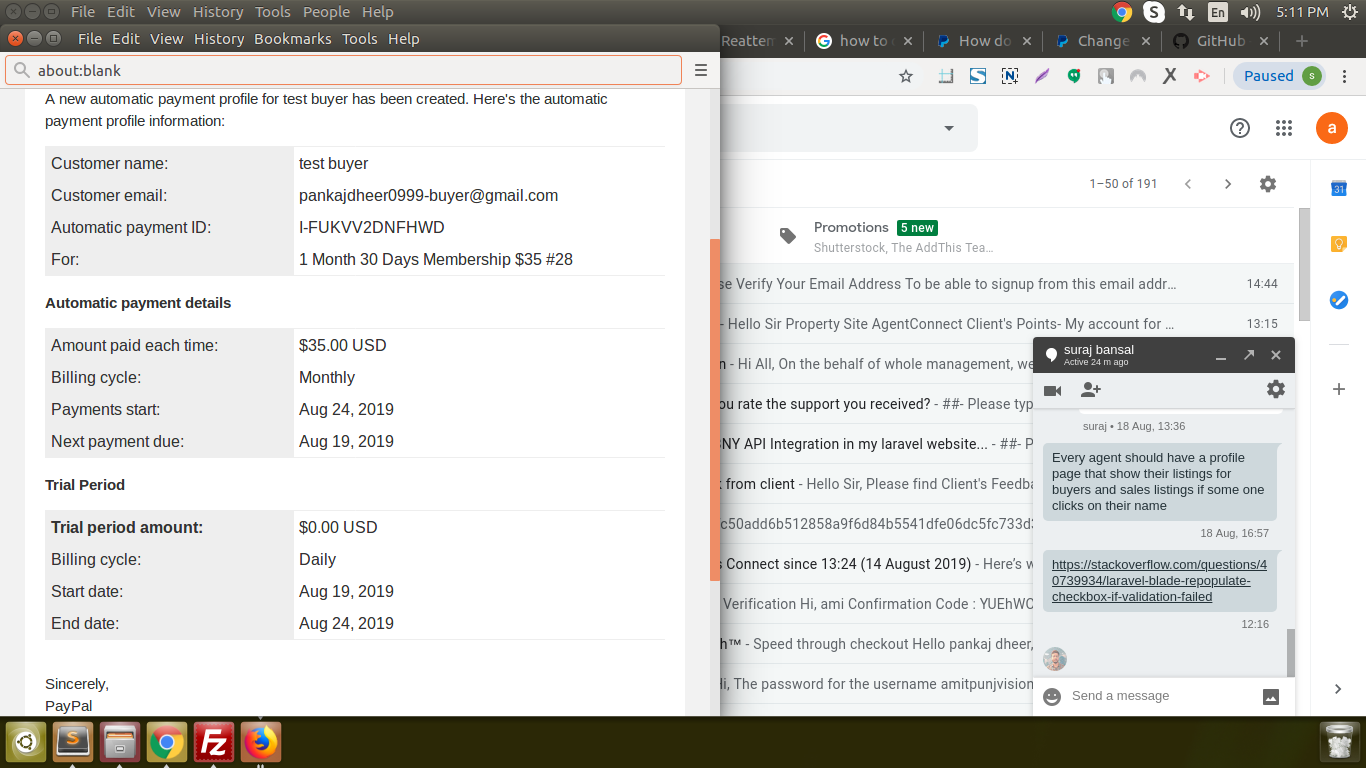 File Edit View History Tools People Help
En 5:11 PM
File Edit View History Bookmarks Tools Help
Reattem × how to × How do × Change × GitHub ×
about:blank
Paused s
A new automatic payment profile for test buyer has been created. Here's the automatic
payment profile information:
Customer name: test buyer
Customer email: pankajdheer0999-buyer@gmail.com
Automatic payment ID: I-FUKVV2DNFHWD
For: 1 Month 30 Days Membership $35 #28
Automatic payment details
Amount paid each time: $35.00 USD
Billing cycle: Monthly
Payments start: Aug 24, 2019
Next payment due: Aug 19, 2019
Trial Period
Trial period amount: $0.00 USD
Billing cycle: Daily
Start date: Aug 19, 2019
End date: Aug 24, 2019
Sincerely,
PayPal
a
1–50 of 191
31
Promotions 5 new
Shutterstock, The AddThis Tea…
se Verify Your Email Address To be able to signup from this email addr… 14:44
- Hello Sir Property Site AgentConnect Client's Points- My account for … 13:15
n - Hi All, On the behalf of whole management, we
ou rate the support you received? - ##- Please typ
BNY API Integration in my laravel website... - ##- P
from client - Hello Sir, Please find Client's Feedba
c50add6b512858a9f6d84b5541dfe06dc5fc733d3
s Connect since 13:24 (14 August 2019) - Here's w
Verification Hi, ami Confirmation Code : YUEhWC
h™ - Speed through checkout Hello pankaj dheer,
Hi, The password for the username amitpunjvision
suraj bansal
Active 24 m ago
suraj • 18 Aug, 13:36
Every agent should have a profile
page that show their listings for
buyers and sales listings if some one
clicks on their name
18 Aug, 16:57
https://stackoverflow.com/questions/4
0739934/laravel-blade-repopulate-
checkbox-if-validation-failed
12:16
Send a message